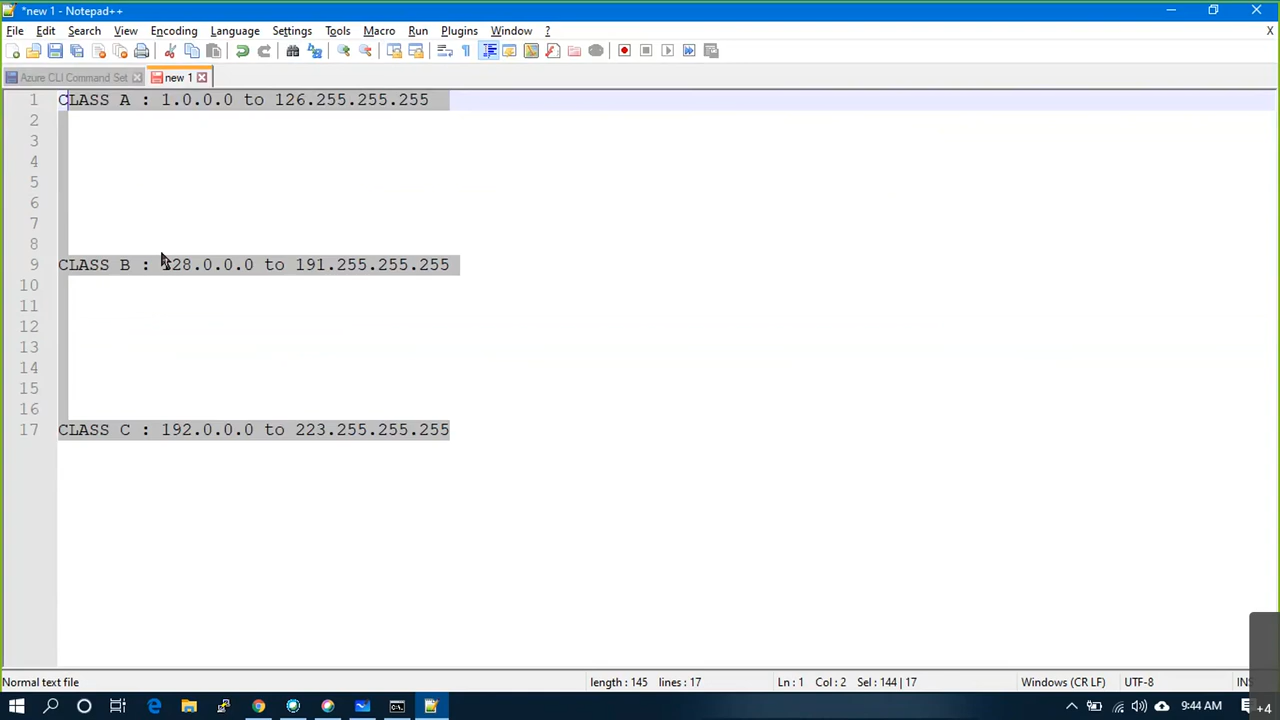 *new 1 - Notepad++
File Edit Search View Encoding Language Settings Tools Macro Run Plugins Window ? X
Azure CLI Command Set new 1
1 CLASS A : 1.0.0.0 to 126.255.255.255
2
3
4
5
6
7
8
9 CLASS B : 128.0.0.0 to 191.255.255.255
10
11
12
13
14
15
16
17 CLASS C : 192.0.0.0 to 223.255.255.255
Normal text file length : 145 lines : 17 Ln : 1 Col : 2 Sel : 144 | 17 Windows (CR LF) UTF-8 IN
9:44 AM +4